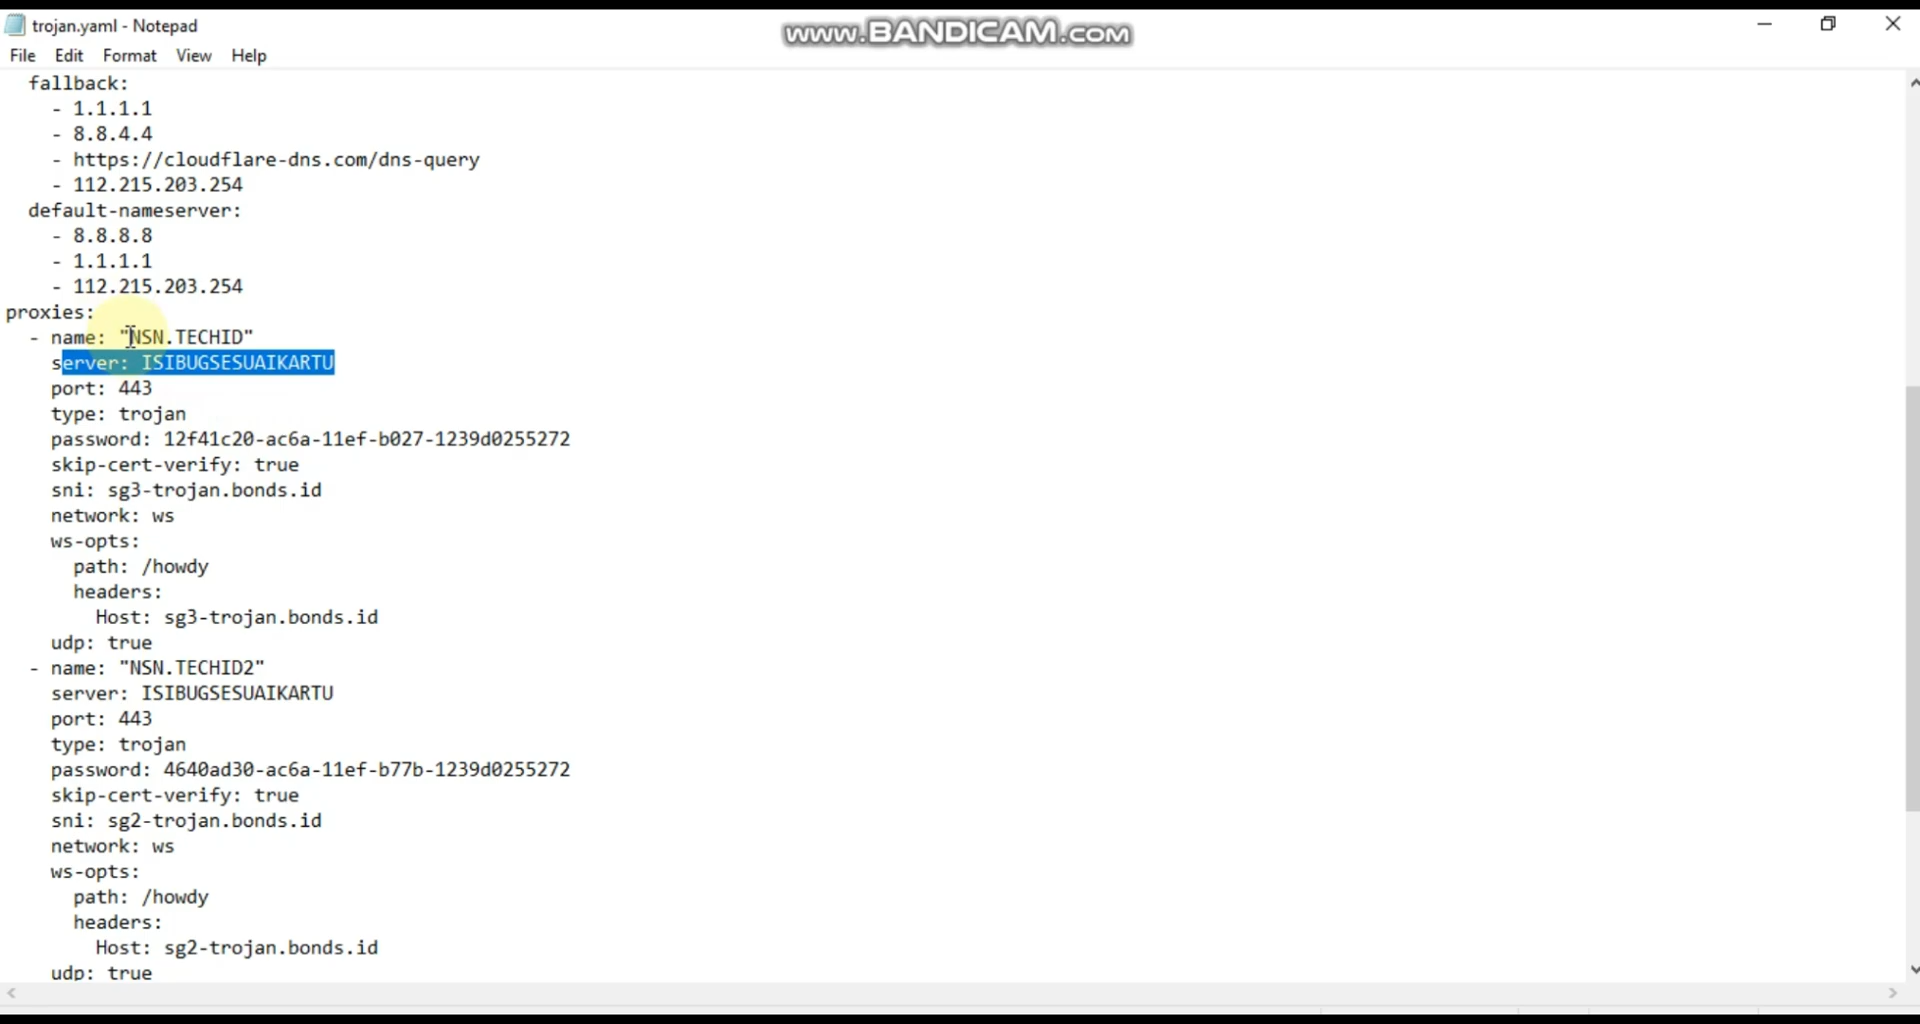 trojan.yaml - Notepad
www.BANDICAM.com
File Edit Format View Help
fallback:
- 1.1.1.1
- 8.8.4.4
- https://cloudflare-dns.com/dns-query
- 112.215.203.254
default-nameserver:
- 8.8.8.8
- 1.1.1.1
- 112.215.203.254
proxies:
- name: "NSN.TECHID"
server: ISIBUGSESUAIKARTU
port: 443
type: trojan
password: 12f41c20-ac6a-11ef-b027-1239d0255272
skip-cert-verify: true
sni: sg3-trojan.bonds.id
network: ws
ws-opts:
path: /howdy
headers:
Host: sg3-trojan.bonds.id
udp: true
- name: "NSN.TECHID2"
server: ISIBUGSESUAIKARTU
port: 443
type: trojan
password: 4640ad30-ac6a-11ef-b77b-1239d0255272
skip-cert-verify: true
sni: sg2-trojan.bonds.id
network: ws
ws-opts:
path: /howdy
headers:
Host: sg2-trojan.bonds.id
udp: true